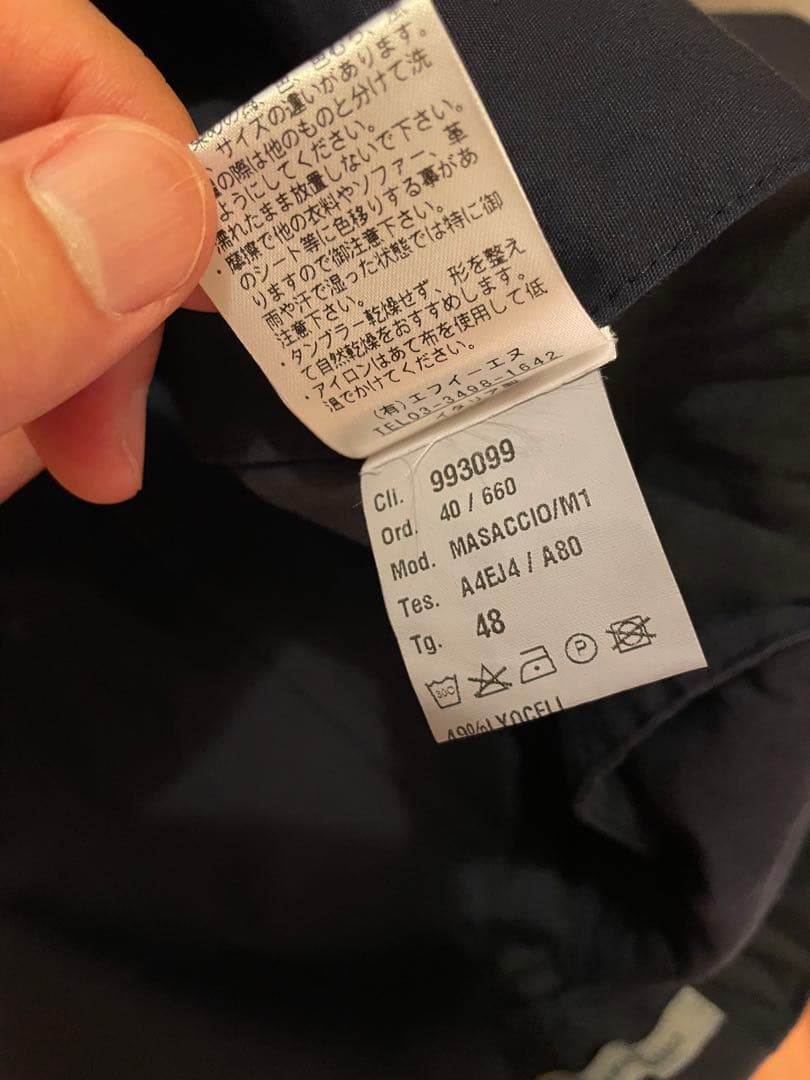 サイズの違いがあります。
の際は他のものと分けて洗
ようにしてください。
濡れたまま放置しないで下さい。
・摩擦で他の衣料やソファー、革
のシート等に色移りする事があ
りますので御注意下さい。
雨や汗で湿った状態では特に御
注意下さい。
・タンブラー乾燥せず、形を整え
て自然乾燥をおすすめします。
・アイロンはあて布を使用して低
温でかけてください。
(有)エフイーエヌ
TEL03-3498-1642
イタリア製
Cli. 993099
Ord. 40 / 660
Mod. MASACCIO/M1
Tes. A4EJ4 / A80
Tg. 48
30C P
49%LYOCELL